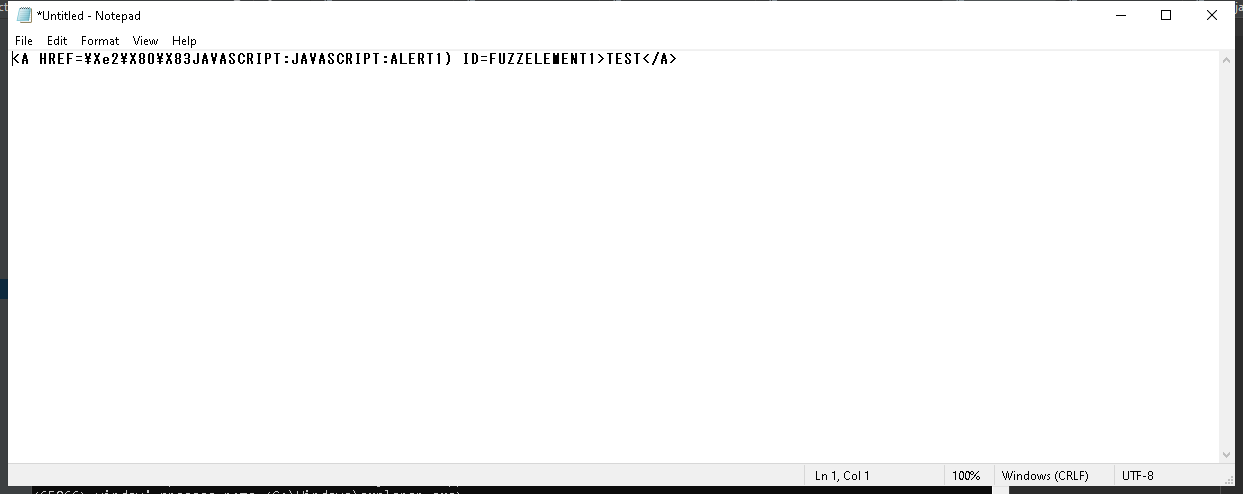 *Untitled - Notepad
File Edit Format View Help
<A HREF=¥Xe2¥X80¥X83JAVASCRIPT:JAVASCRIPT:ALERT1) ID=FUZZELEMENT1>TEST</A>
Ln 1, Col 1 100% Windows (CRLF) UTF-8